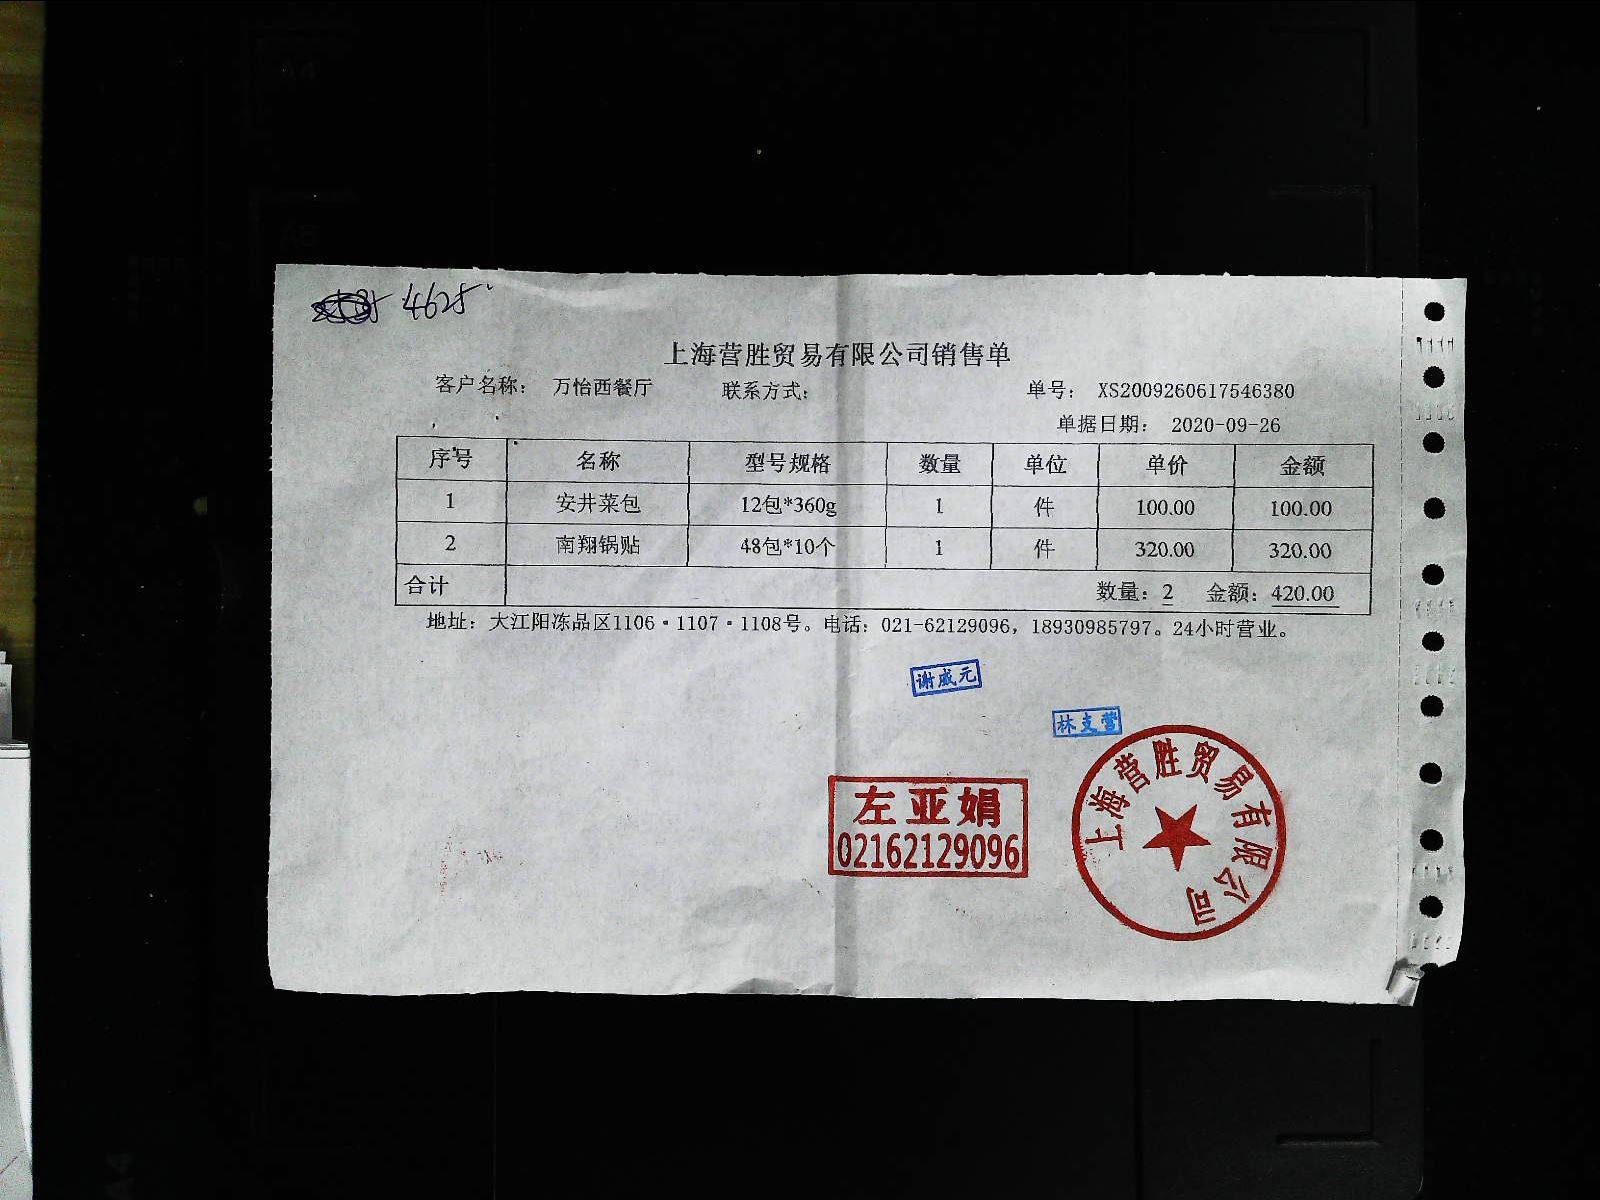 4625
上海营胜贸易有限公司销售单
客户名称： 万怡西餐厅 联系方式： 单号： XS2009260617546380
单据日期： 2020-09-26
序号 名称 型号规格 数量 单位 单价 金额
1 安井菜包 12包*360g 1 件 100.00 100.00
2 南翔锅贴 48包*10个 1 件 320.00 320.00
合计 数量：2 金额：420.00
地址：大江阳冻品区1106·1107·1108号。电话：021-62129096，18930985797。24小时营业。
谢成元
林支营
左亚娟
02162129096
上海营胜贸易有限公司